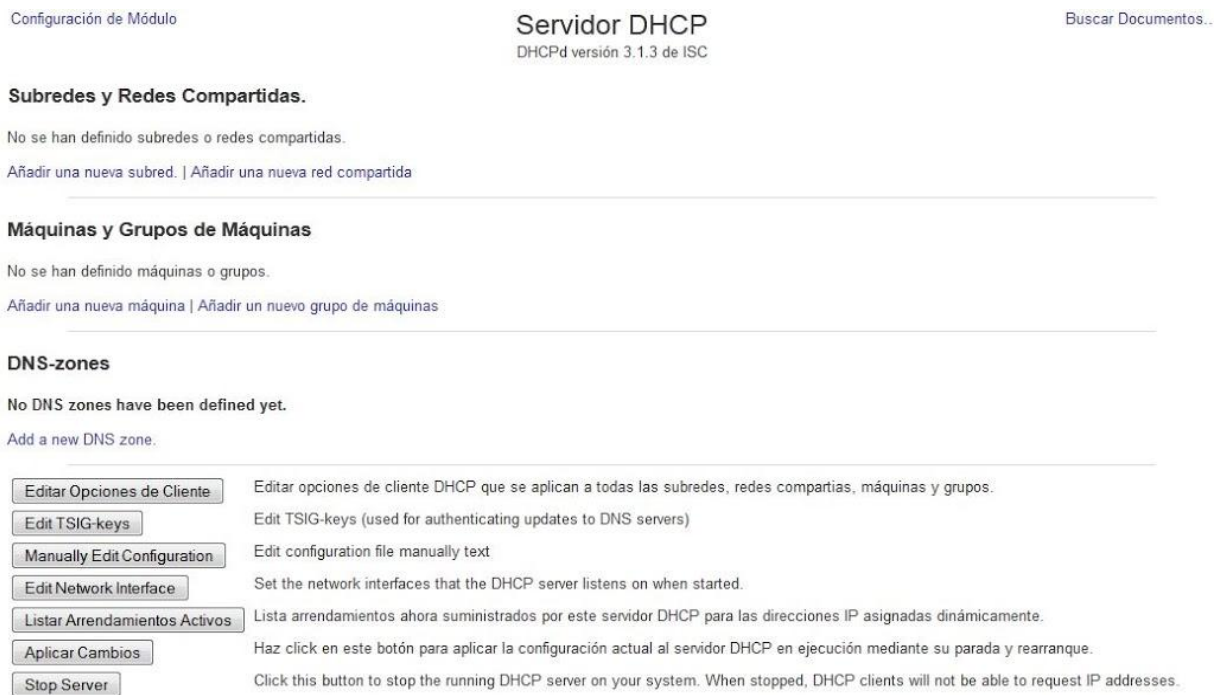 Configuración de Módulo
Servidor DHCP
Buscar Documentos..
DHCPd versión 3.1.3 de ISC
Subredes y Redes Compartidas.
No se han definido subredes o redes compartidas.
Añadir una nueva subred. | Añadir una nueva red compartida
Máquinas y Grupos de Máquinas
No se han definido máquinas o grupos.
Añadir una nueva máquina | Añadir un nuevo grupo de máquinas
DNS-zones
No DNS zones have been defined yet.
Add a new DNS zone.
Editar Opciones de Cliente Editar opciones de cliente DHCP que se aplican a todas las subredes, redes compartias, máquinas y grupos.
Edit TSIG-keys Edit TSIG-keys (used for authenticating updates to DNS servers)
Manually Edit Configuration Edit configuration file manually text
Edit Network Interface Set the network interfaces that the DHCP server listens on when started.
Listar Arrendamientos Activos Lista arrendamientos ahora suministrados por este servidor DHCP para las direcciones IP asignadas dinámicamente.
Aplicar Cambios Haz click en este botón para aplicar la configuración actual al servidor DHCP en ejecución mediante su parada y rearranque.
Stop Server Click this button to stop the running DHCP server on your system. When stopped, DHCP clients will not be able to request IP addresses.